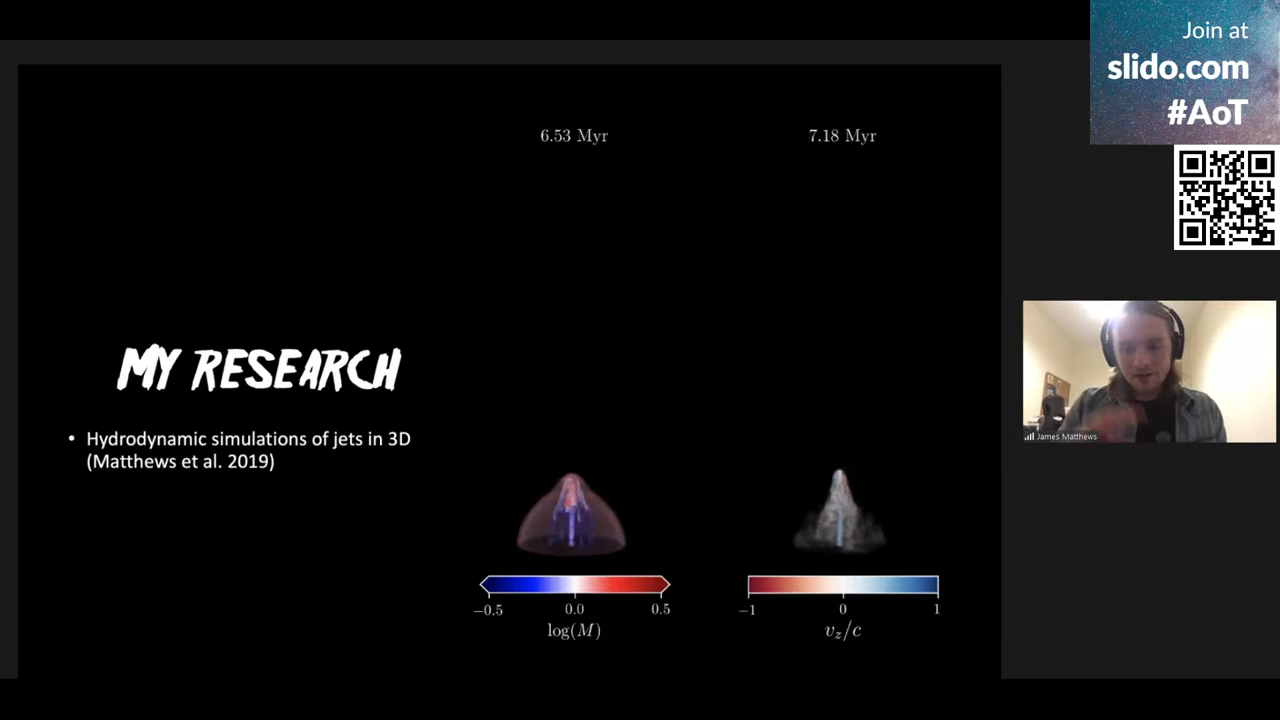 Join at
slido.com
#AoT
6.53 Myr
7.18 Myr
MY RESEARCH
• Hydrodynamic simulations of jets in 3D
(Matthews et al. 2019)
−0.5 0.0 0.5
log(M)
−1 0 1
v_z/c
James Matthews